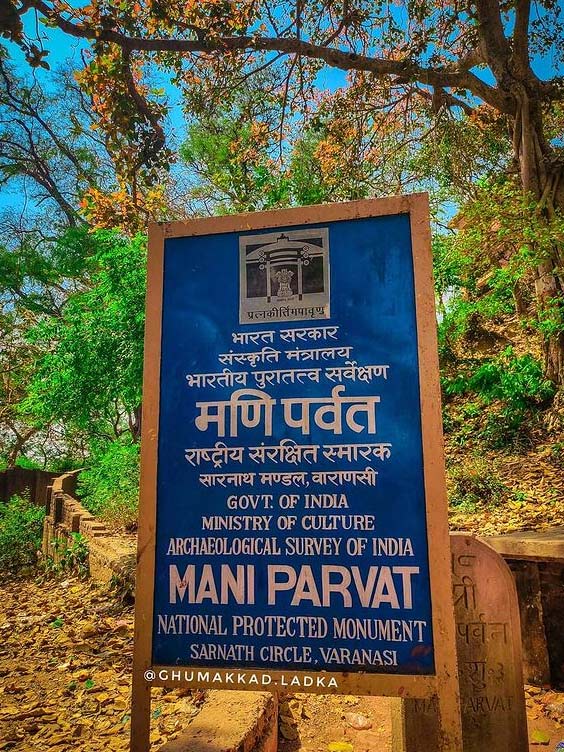 प्रत्नकीर्त्तिमपावृणु
भारत सरकार
संस्कृति मंत्रालय
भारतीय पुरातत्व सर्वेक्षण
मणि पर्वत
राष्ट्रीय संरक्षित स्मारक
सारनाथ मण्डल, वाराणसी
GOVT. OF INDIA
MINISTRY OF CULTURE
ARCHAEOLOGICAL SURVEY OF INDIA
MANI PARVAT
NATIONAL PROTECTED MONUMENT
SARNATH CIRCLE, VARANASI
@GHUMAKKAD.LADKA
PARVAT